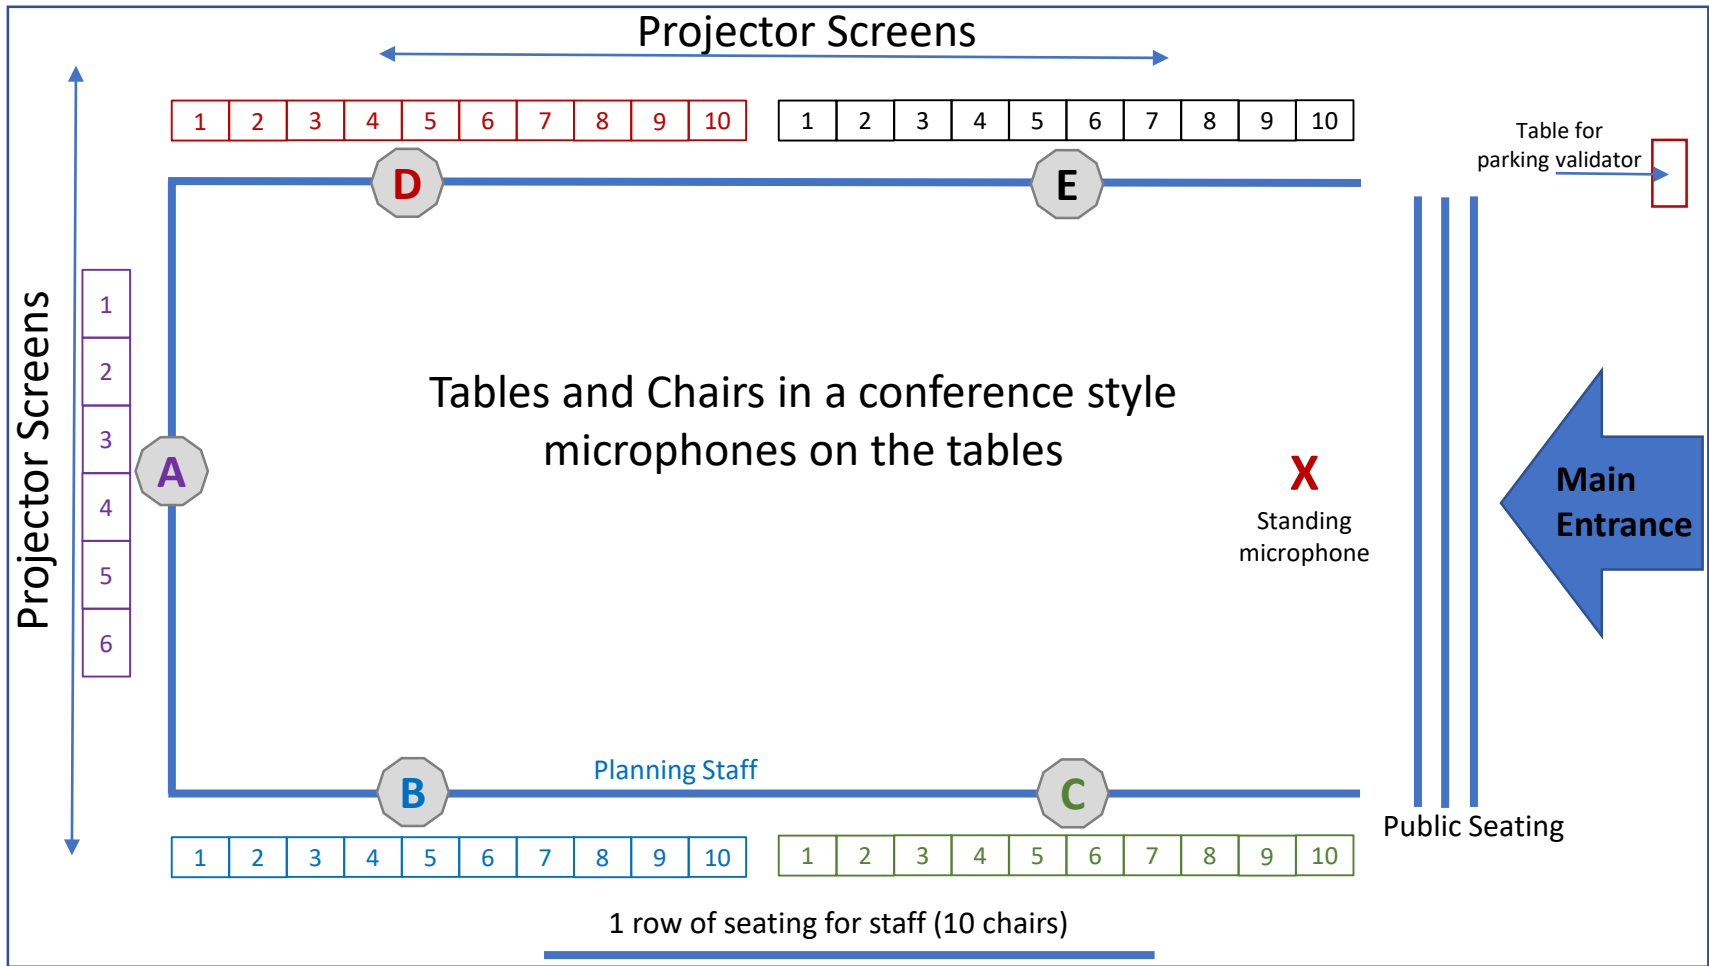 Projector Screens
1 2 3 4 5 6 7 8 9 10
1 2 3 4 5 6 7 8 9 10
Table for
parking validator
D
E
Projector Screens
1
2
3
4
5
6
A
Tables and Chairs in a conference style
microphones on the tables
X
Standing
microphone
Main
Entrance
Planning Staff
B
C
Public Seating
1 2 3 4 5 6 7 8 9 10
1 2 3 4 5 6 7 8 9 10
1 row of seating for staff (10 chairs)